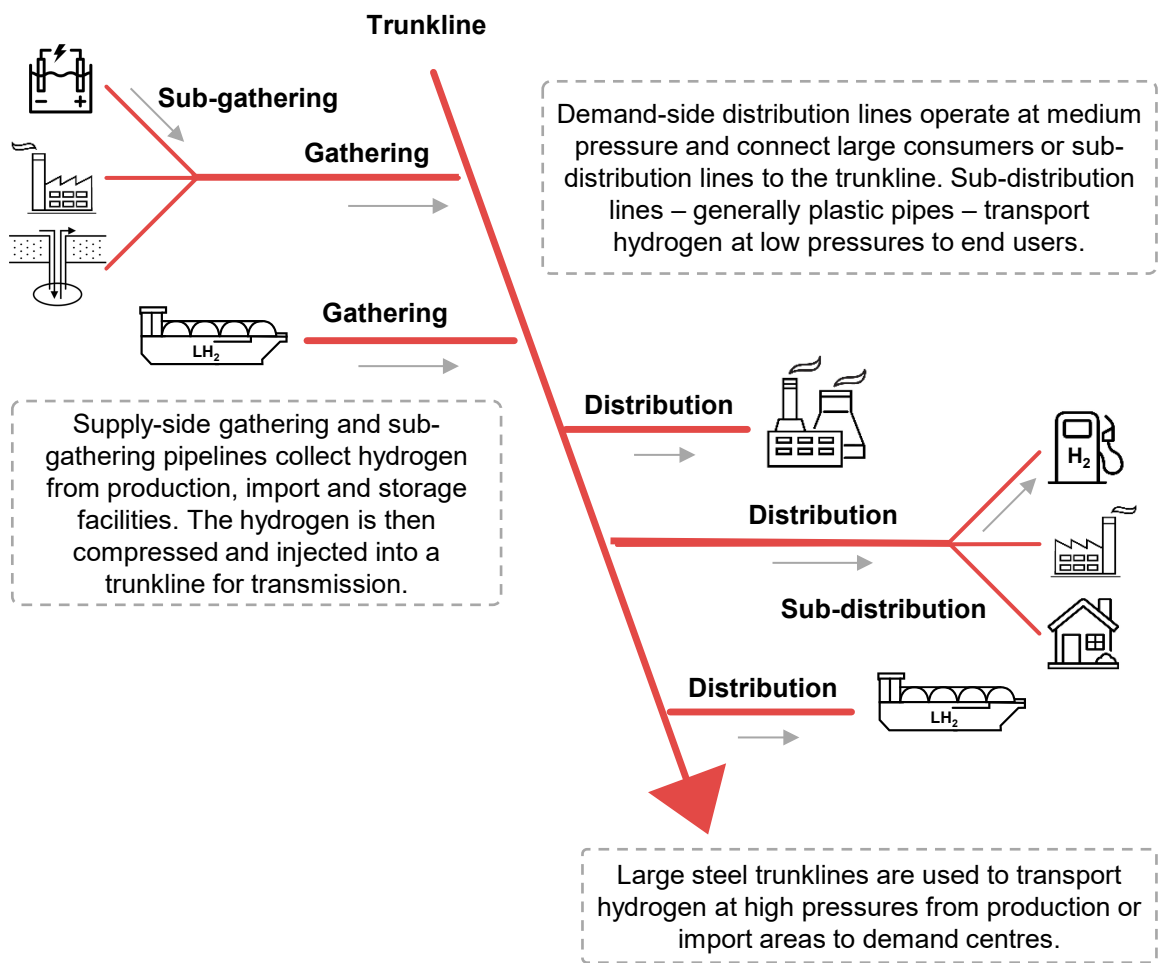 Trunkline
Sub-gathering
Gathering
− +
Demand-side distribution lines operate at medium
pressure and connect large consumers or sub-
distribution lines to the trunkline. Sub-distribution
lines – generally plastic pipes – transport
hydrogen at low pressures to end users.
Gathering
LH₂
Supply-side gathering and sub-
gathering pipelines collect hydrogen
from production, import and storage
facilities. The hydrogen is then
compressed and injected into a
trunkline for transmission.
Distribution
H₂
Distribution
Sub-distribution
Distribution
LH₂
Large steel trunklines are used to transport
hydrogen at high pressures from production or
import areas to demand centres.